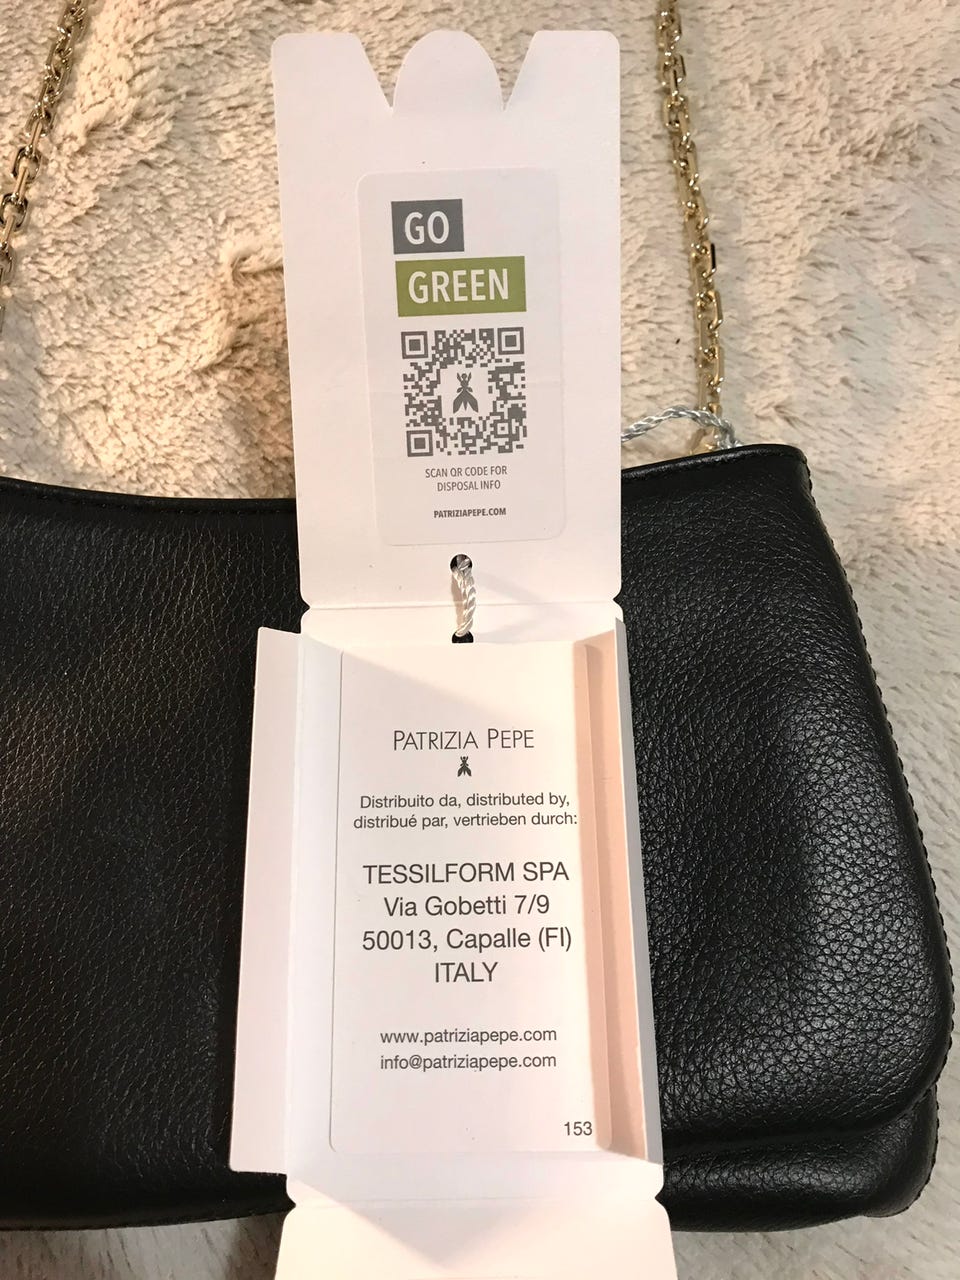 GO
GREEN
SCAN QR CODE FOR
DISPOSAL INFO
PATRIZIAPEPE.COM
PATRIZIA PEPE
Distribuito da, distributed by,
distribué par, vertrieben durch:
TESSILFORM SPA
Via Gobetti 7/9
50013, Capalle (FI)
ITALY
www.patriziapepe.com
info@patriziapepe.com
153